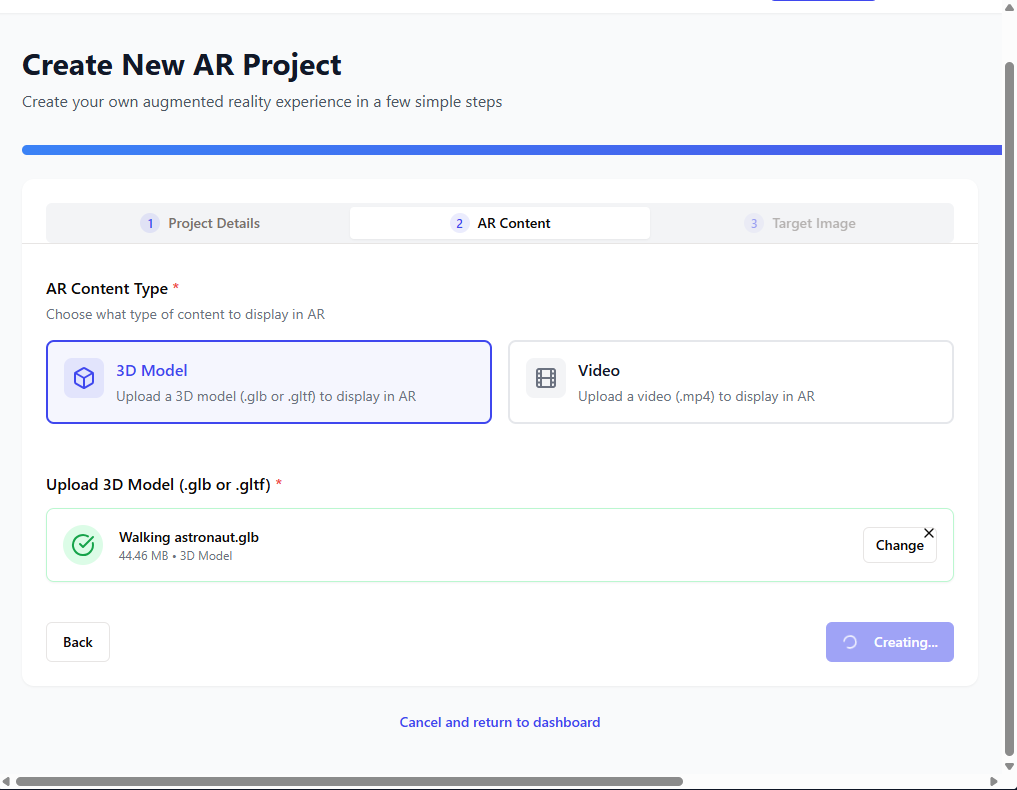 Create New AR Project
Create your own augmented reality experience in a few simple steps
1 Project Details
2 AR Content
3 Target Image
AR Content Type *
Choose what type of content to display in AR
3D Model
Upload a 3D model (.glb or .gltf) to display in AR
Video
Upload a video (.mp4) to display in AR
Upload 3D Model (.glb or .gltf) *
Walking astronaut.glb
44.46 MB • 3D Model
Change
Back
Creating...
Cancel and return to dashboard